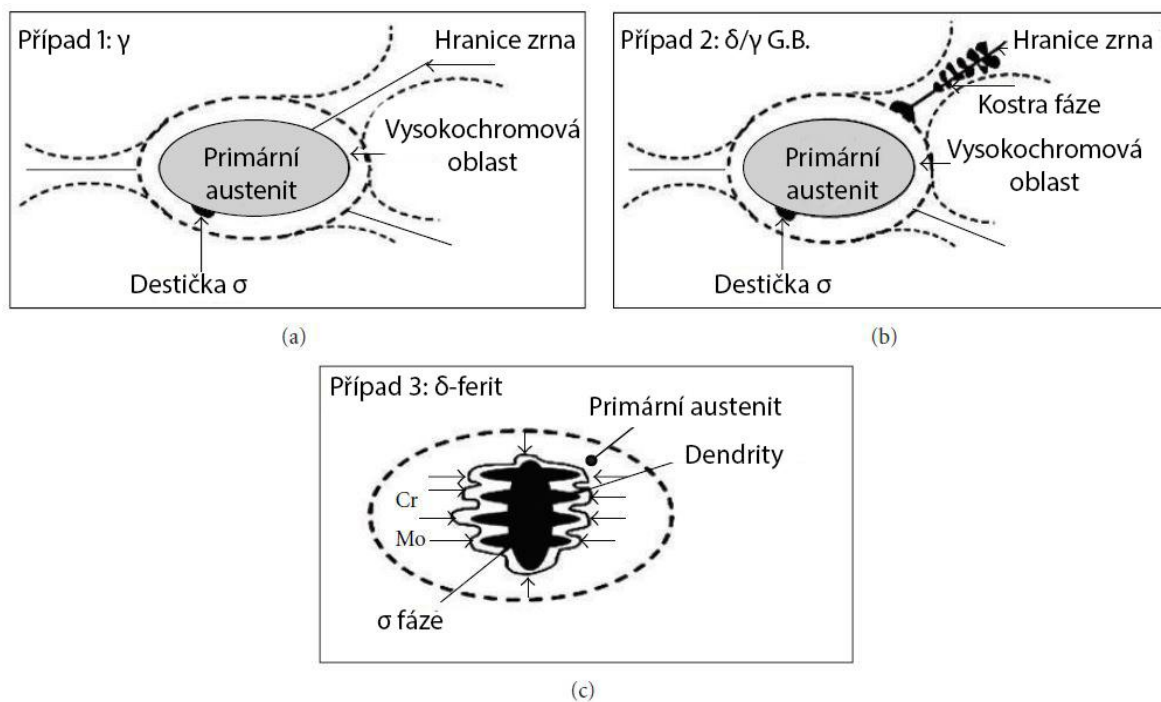 Případ 1: γ
Hranice zrna
Vysokochromová
oblast
Primární
austenit
Destička σ
(a)
Případ 2: δ/γ G.B.
Hranice zrna
Kostra fáze
Vysokochromová
oblast
Primární
austenit
Destička σ
(b)
Případ 3: δ-ferit
Primární austenit
Dendrity
Cr
Mo
σ fáze
(c)